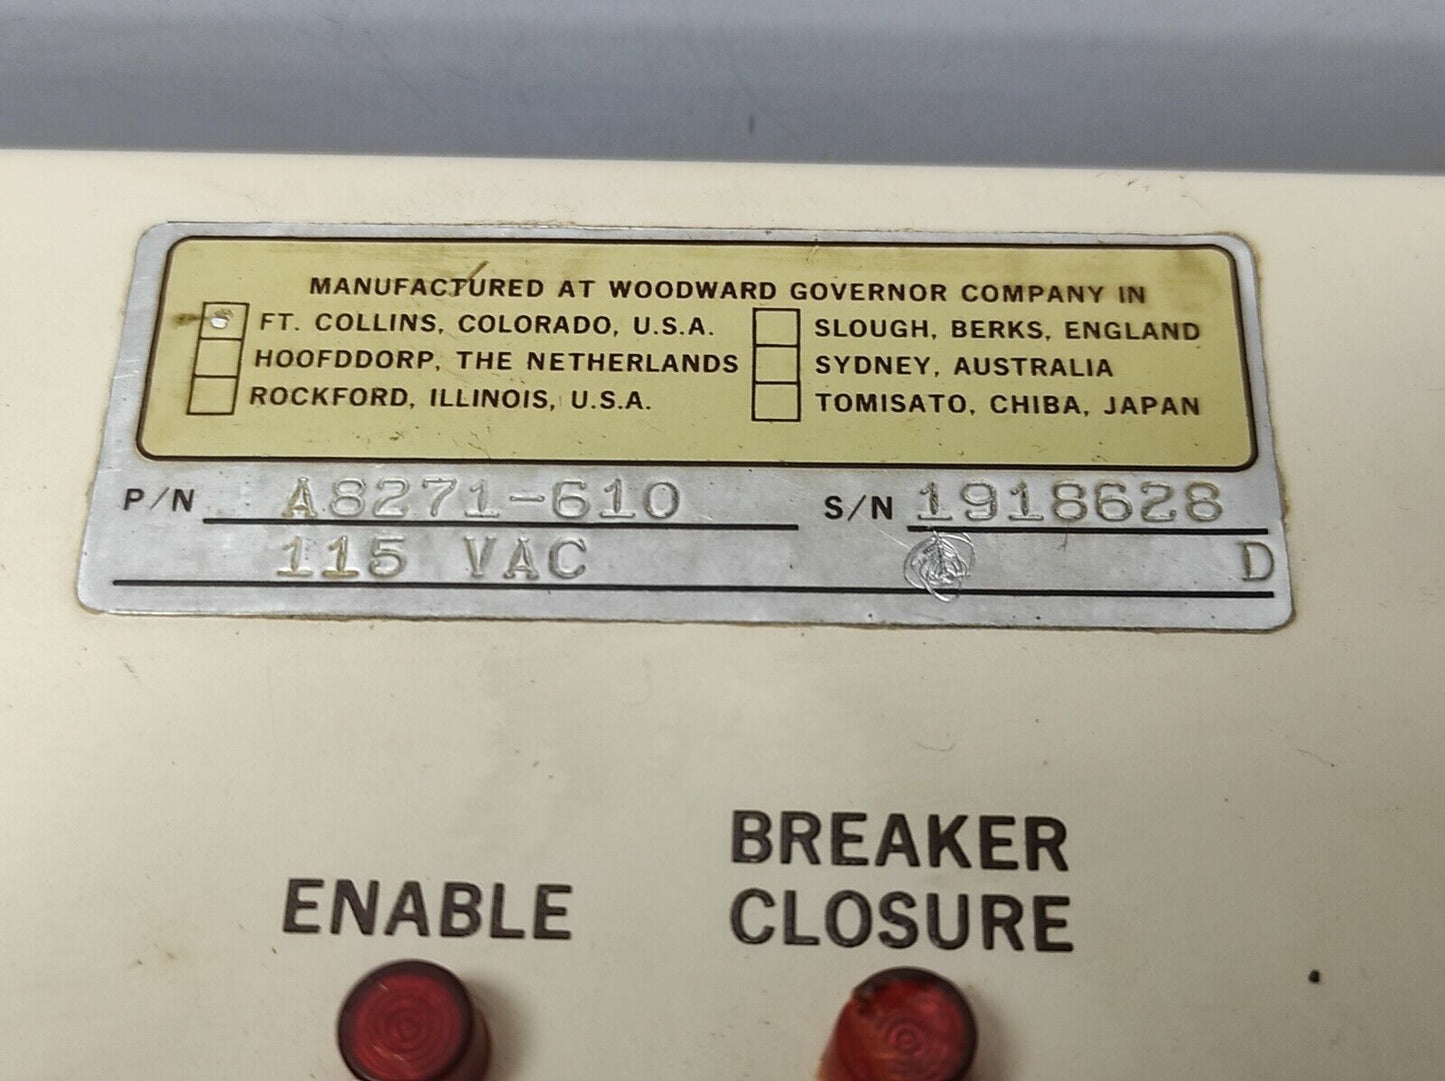 MANUFACTURED AT WOODWARD GOVERNOR COMPANY IN
FT. COLLINS, COLORADO, U.S.A.
SLOUGH, BERKS, ENGLAND
HOOFDDORP, THE NETHERLANDS
SYDNEY, AUSTRALIA
ROCKFORD, ILLINOIS, U.S.A.
TOMISATO, CHIBA, JAPAN
P/N A8271-610 S/N 1918628
115 VAC D
ENABLE
BREAKER
CLOSURE